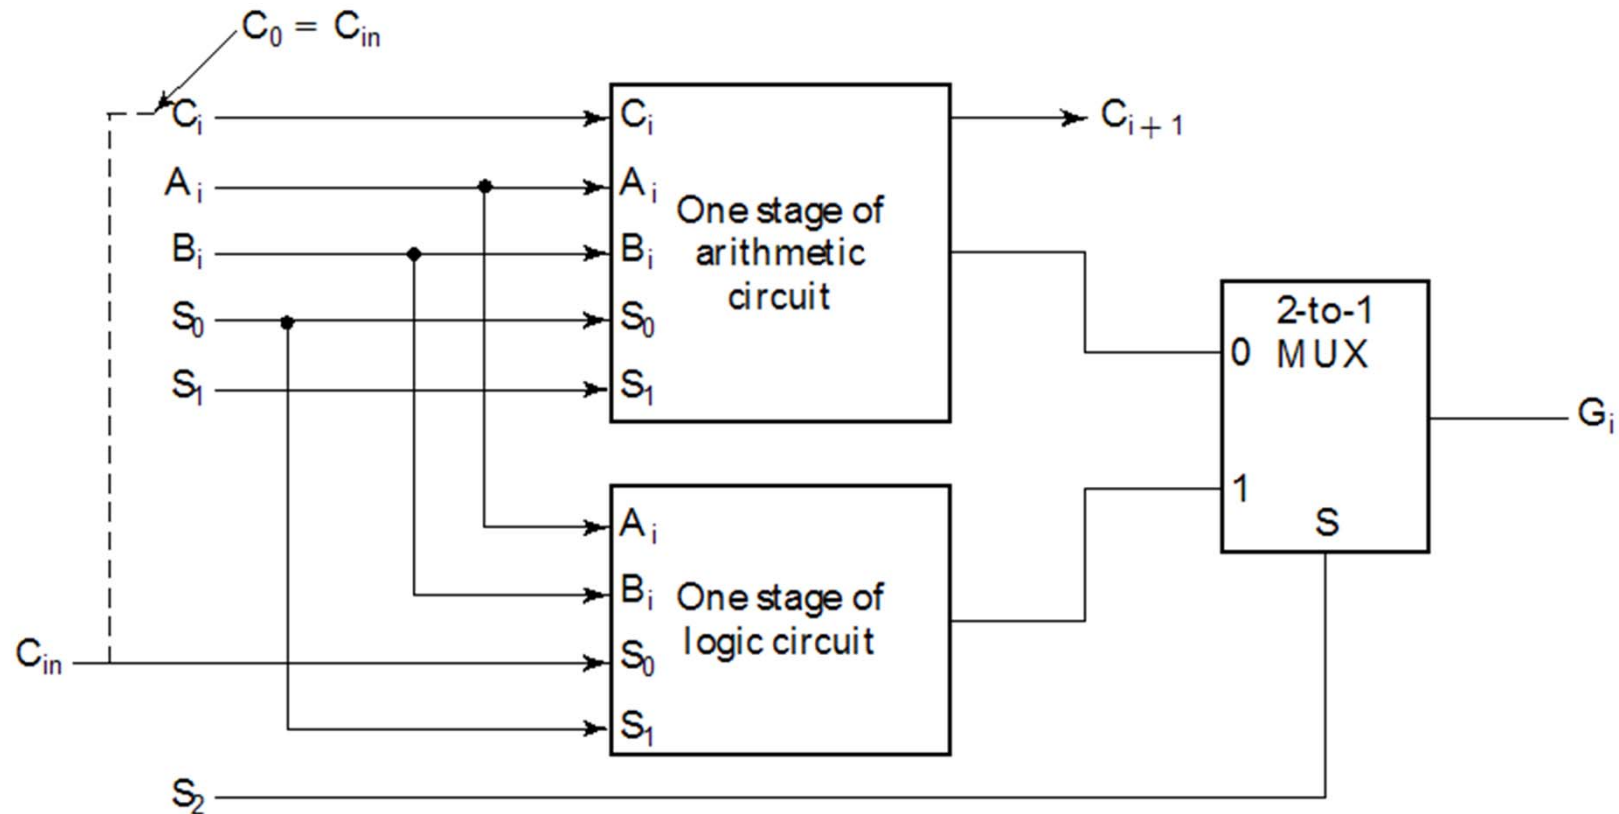 C₀ = Cᵢₙ
Cᵢ
Aᵢ
Bᵢ
S₀
S₁
Cᵢ
Aᵢ
Bᵢ
S₀
S₁
One stage of
arithmetic
circuit
Cᵢ₊₁
2-to-1
MUX
0
1
S
Gᵢ
Aᵢ
Bᵢ
S₀
S₁
One stage of
logic circuit
Cᵢₙ
S₂